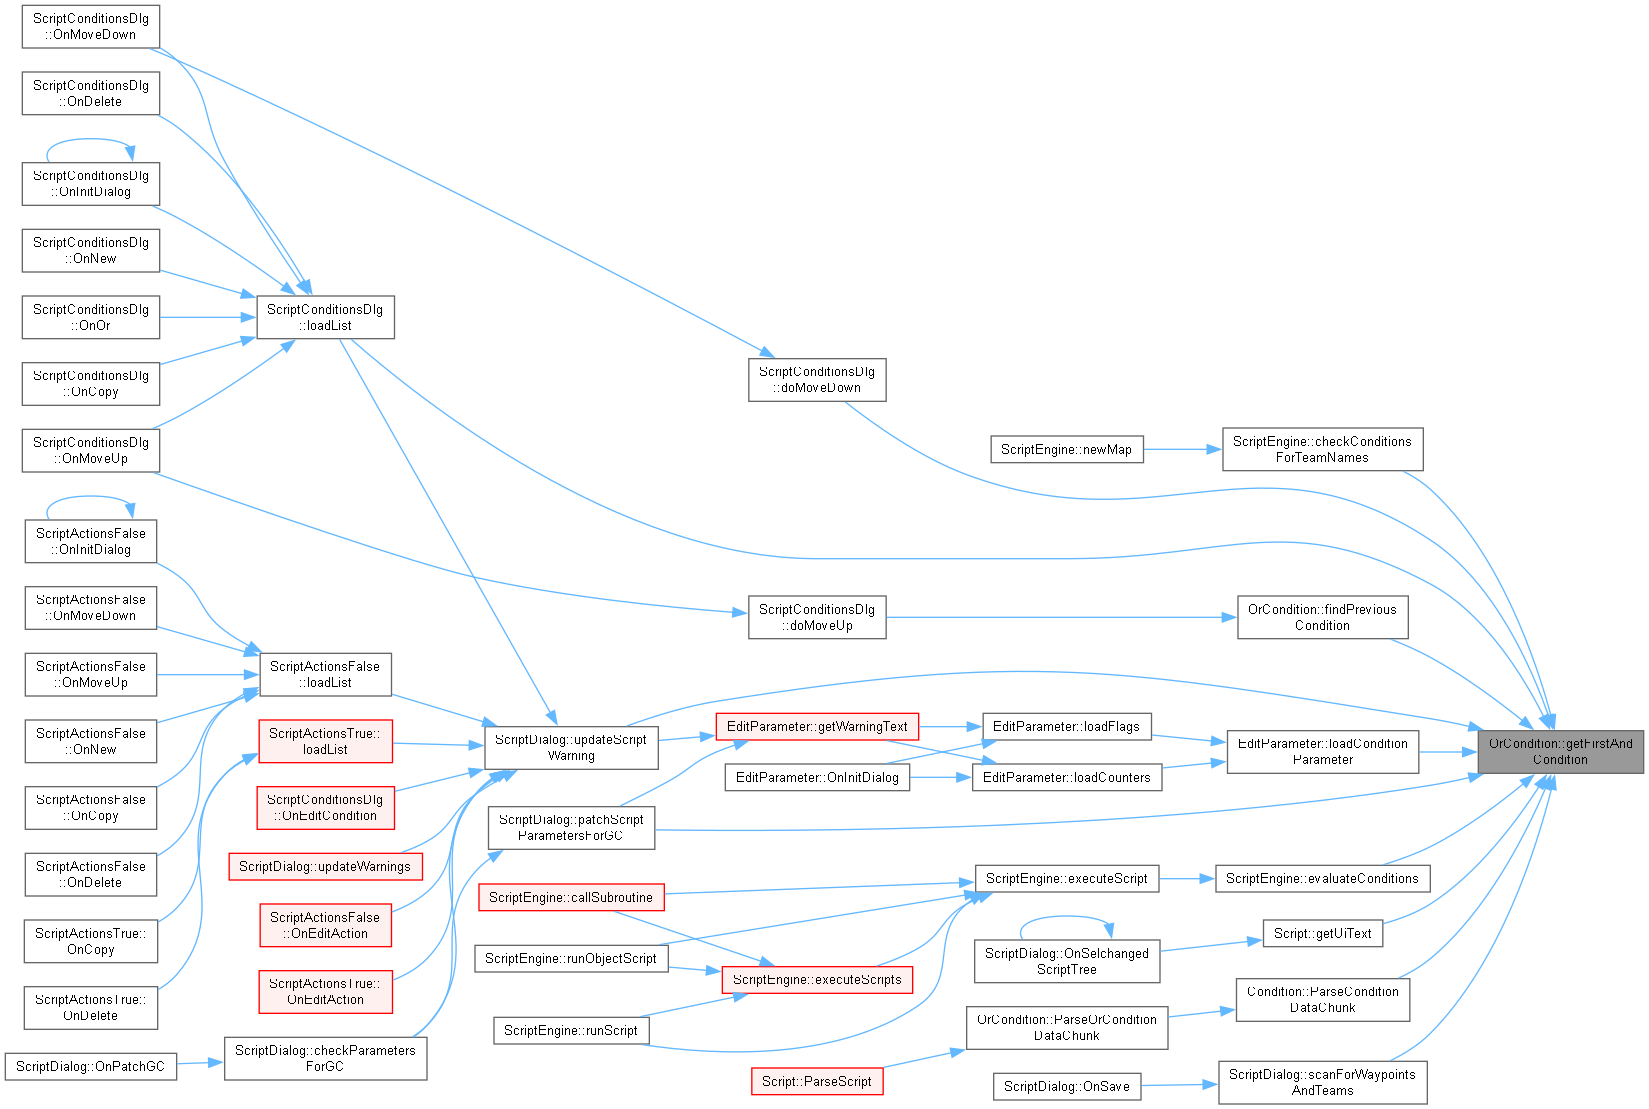 ScriptConditionsDlg
::OnMoveDown
ScriptConditionsDlg
::OnDelete
ScriptConditionsDlg
::OnInitDialog
ScriptConditionsDlg
::OnNew
ScriptConditionsDlg
::OnOr
ScriptConditionsDlg
::OnCopy
ScriptConditionsDlg
::OnMoveUp
ScriptActionsFalse
::OnInitDialog
ScriptActionsFalse
::OnMoveDown
ScriptActionsFalse
::OnMoveUp
ScriptActionsFalse
::OnNew
ScriptActionsFalse
::OnCopy
ScriptActionsFalse
::OnDelete
ScriptActionsTrue::
OnCopy
ScriptActionsTrue::
OnDelete
ScriptDialog::OnPatchGC
ScriptConditionsDlg
::loadList
ScriptActionsFalse
::loadList
ScriptActionsTrue::
loadList
ScriptConditionsDlg
::OnEditCondition
ScriptDialog::updateWarnings
ScriptActionsFalse
::OnEditAction
ScriptActionsTrue::
OnEditAction
ScriptDialog::checkParameters
ForGC
ScriptDialog::updateScript
Warning
ScriptDialog::patchScript
ParametersForGC
ScriptEngine::callSubroutine
ScriptEngine::runObjectScript
ScriptEngine::runScript
ScriptConditionsDlg
::doMoveDown
ScriptConditionsDlg
::doMoveUp
EditParameter::getWarningText
EditParameter::OnInitDialog
ScriptEngine::executeScripts
Script::ParseScript
ScriptEngine::newMap
EditParameter::loadFlags
EditParameter::loadCounters
ScriptEngine::executeScript
ScriptDialog::OnSelchanged
ScriptTree
OrCondition::ParseOrCondition
DataChunk
ScriptDialog::OnSave
ScriptEngine::checkConditions
ForTeamNames
OrCondition::findPrevious
Condition
EditParameter::loadCondition
Parameter
ScriptEngine::evaluateConditions
Script::getUiText
Condition::ParseCondition
DataChunk
ScriptDialog::scanForWaypoints
AndTeams
OrCondition::getFirstAnd
Condition